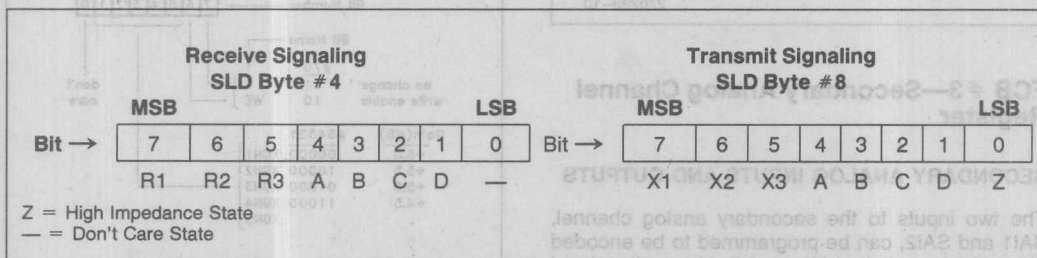 Receive Signaling
SLD Byte #4
MSB LSB
Bit → 7 6 5 4 3 2 1 0
R1 R2 R3 A B C D —
Z = High Impedance State
— = Don't Care State
Transmit Signaling
SLD Byte #8
MSB LSB
Bit → 7 6 5 4 3 2 1 0
X1 X2 X3 A B C D Z
FCB #3—Secondary Analog Channel
Register
SECONDARY ANALOG INPUTS AND OUTPUTS
The two inputs to the secondary analog channel,
SAI1 and SAI2, can be programmed to be encoded